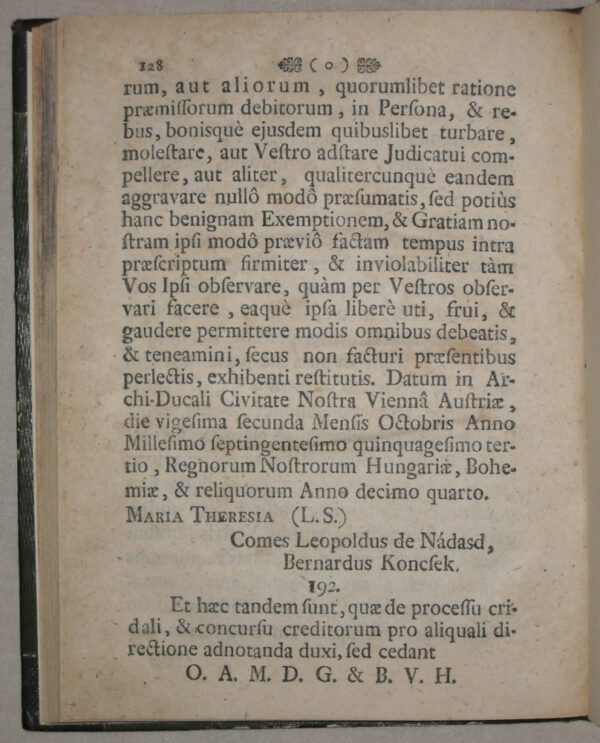 128 ( o )
rum, aut aliorum , quorumlibet ratione
præmiſſorum debitorum , in Perſona, & re-
bus, bonisquè ejusdem quibuslibet turbare,
moleſtare, aut Veſtro adſtare Judicatui com-
pellere, aut aliter, qualitercunquè eandem
aggravare nullô modô præſumatis, ſed potiùs
hanc benignam Exemptionem, & Gratiam no-
ſtram ipſi modô præviô factam tempus intra
præſcriptum firmiter, & inviolabiliter tàm
Vos Ipſi obſervare, quàm per Veſtros obſer-
vari facere , eaquè ipſa liberè uti, frui, &
gaudere permittere modis omnibus debeatis,
& teneamini, ſecus non facturi præſentibus
perlectis, exhibenti reſtitutis. Datum in Ar-
chi-Ducali Civitate Noſtra Viennâ Auſtriæ,
die vigeſima ſecunda Menſis Octobris Anno
Milleſimo ſeptingenteſimo quinquageſimo ter-
tio , Regnorum Noſtrorum Hungariæ, Bohe-
miæ, & reliquorum Anno decimo quarto.
MARIA THERESIA (L. S.)
Comes Leopoldus de Nádasd,
Bernardus Koncſek.
192.
Et hæc tandem ſunt, quæ de proceſſu cri-
dali, & concurſu creditorum pro aliquali di-
rectione adnotanda duxi, ſed cedant
O. A. M. D. G. & B. V. H.